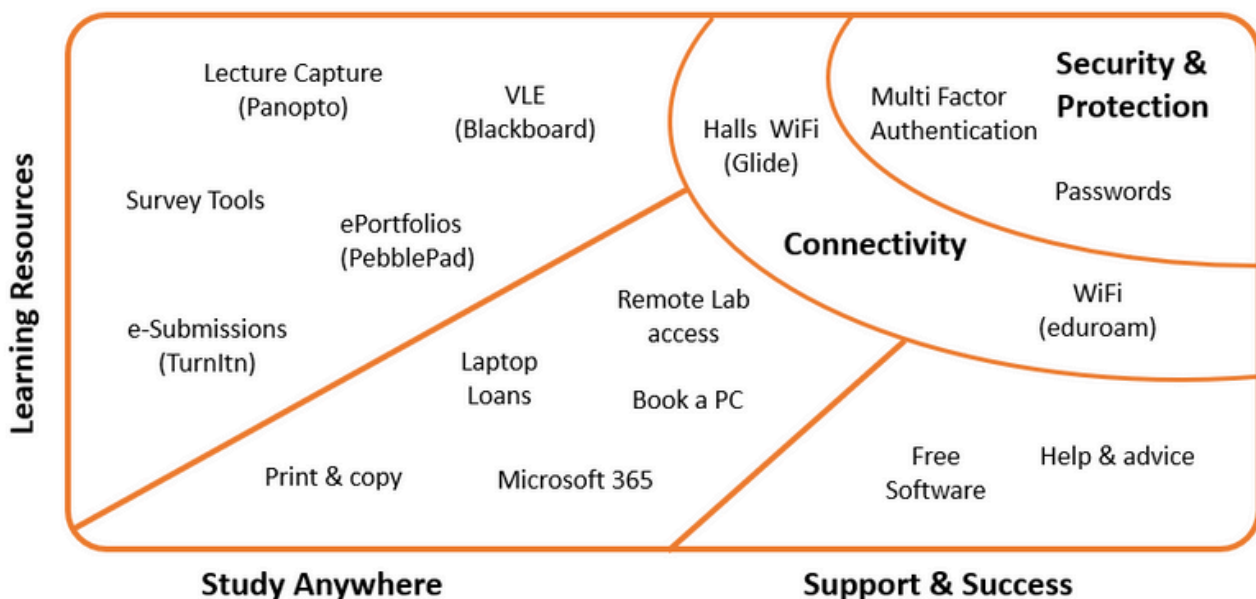 Learning Resources
Lecture Capture
(Panopto)
VLE
(Blackboard)
Survey Tools
ePortfolios
(PebblePad)
e-Submissions
(TurnItn)
Security &
Protection
Multi Factor
Authentication
Passwords
Halls WiFi
(Glide)
Connectivity
WiFi
(eduroam)
Remote Lab
access
Laptop
Loans
Book a PC
Print & copy
Microsoft 365
Free
Software
Help & advice
Study Anywhere
Support & Success